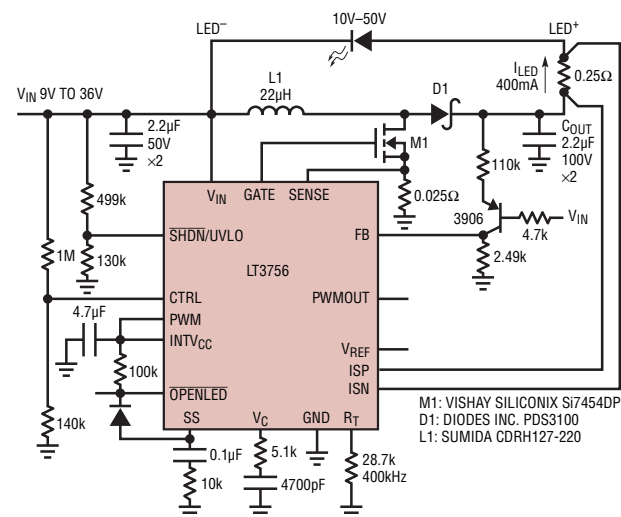 LED⁻
10V–50V
LED⁺
L1
22µH
D1
I_LED
400mA
0.25Ω
V_IN 9V TO 36V
2.2µF
50V
×2
M1
C_OUT
2.2µF
100V
×2
110k
499k
V_IN
GATE
SENSE
0.025Ω
3906
V_IN
4.7k
SHDN/UVLO
FB
1M
130k
LT3756
2.49k
CTRL
PWMOUT
4.7µF
PWM
INTV_CC
V_REF
100k
ISP
OPENLED
ISN
M1: VISHAY SILICONIX Si7454DP
D1: DIODES INC. PDS3100
L1: SUMIDA CDRH127-220
140k
SS
V_C
GND
R_T
0.1µF
5.1k
28.7k
400kHz
10k
4700pF